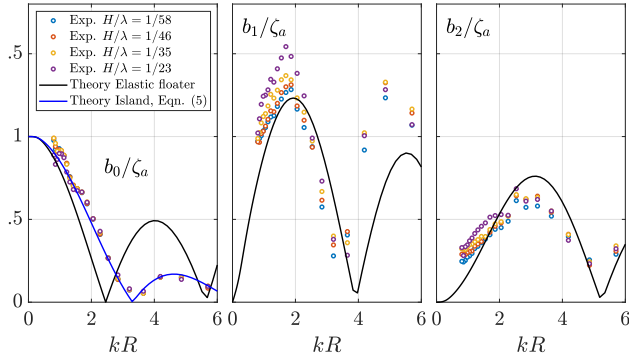 Exp. H/λ = 1/58
Exp. H/λ = 1/46
Exp. H/λ = 1/35
Exp. H/λ = 1/23
Theory Elastic floater
Theory Island, Eqn. (5)
b₀/ζₐ
b₁/ζₐ
b₂/ζₐ
.5
1
.5
0
0 2 4 6
0 2 4 6
0 2 4 6
kR
kR
kR